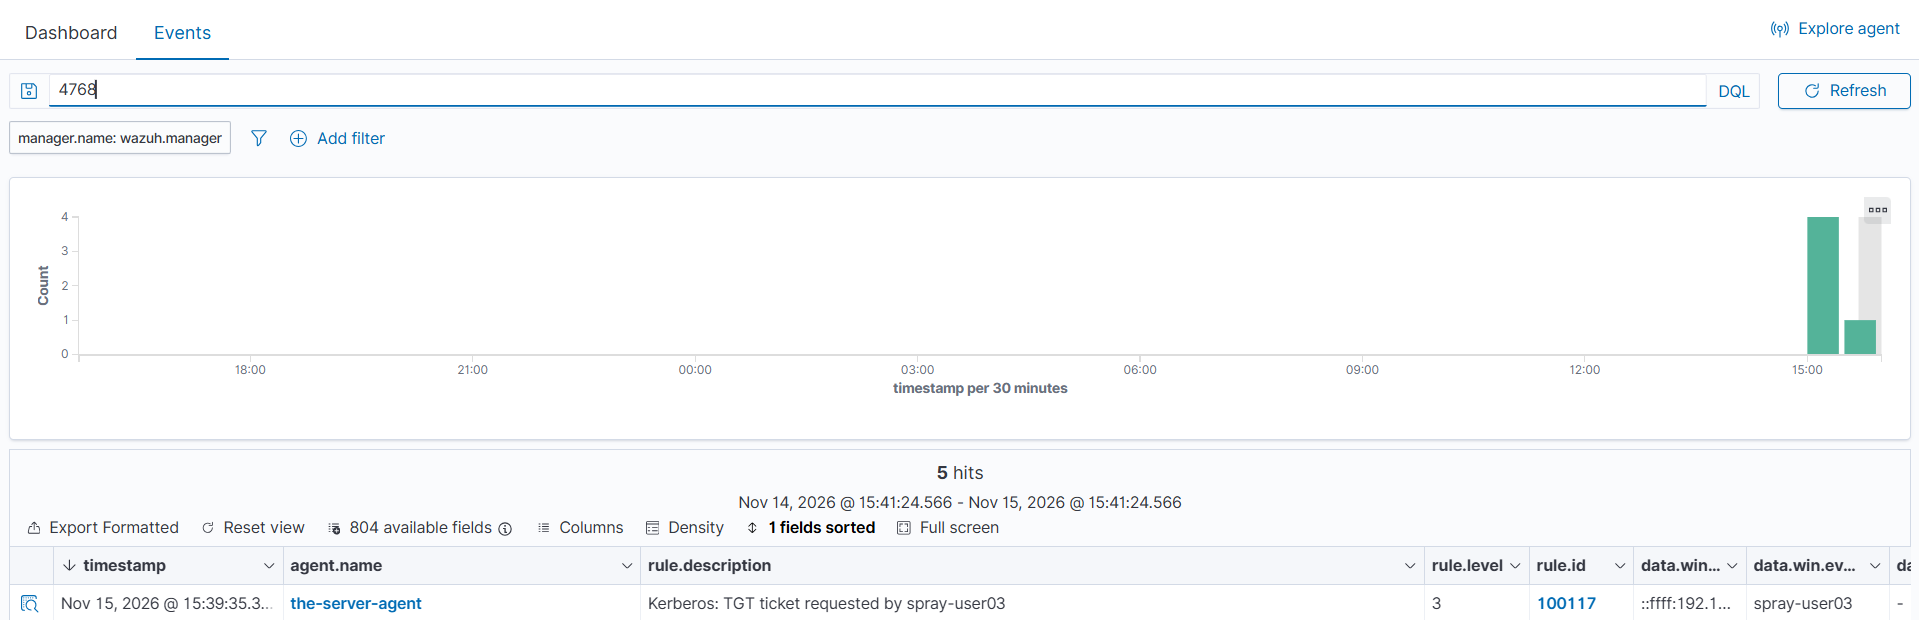 Dashboard Events Explore agent
4768 DQL Refresh
manager.name: wazuh.manager Add filter
4
3
2
1
0
Count
18:00 21:00 00:00 03:00 06:00 09:00 12:00 15:00
timestamp per 30 minutes
5 hits
Nov 14, 2026 @ 15:41:24.566 - Nov 15, 2026 @ 15:41:24.566
Export Formatted Reset view 804 available fields Columns Density 1 fields sorted Full screen
timestamp agent.name rule.description rule.level rule.id data.win... data.win.ev... da
Nov 15, 2026 @ 15:39:35.3... the-server-agent Kerberos: TGT ticket requested by spray-user03 3 100117 ::ffff:192.1... spray-user03 -